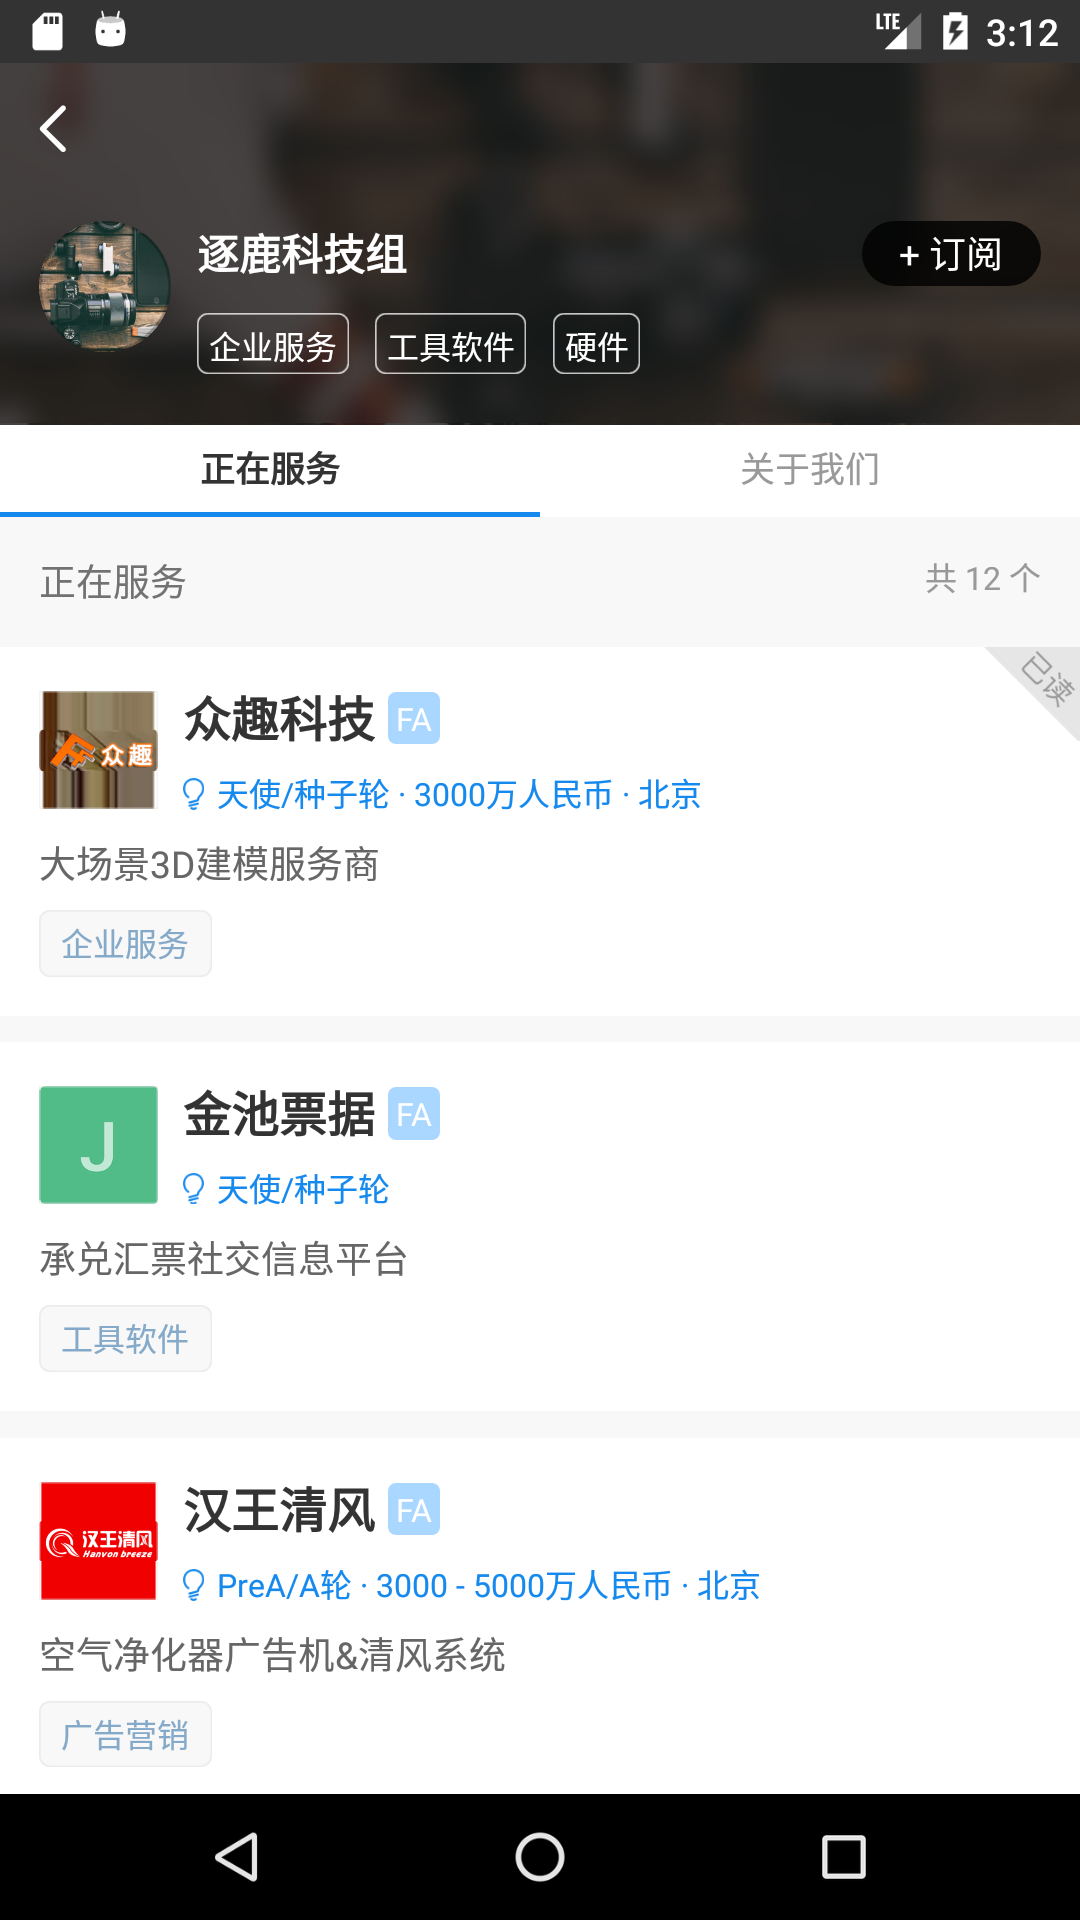 LTE 3:12
逐鹿科技组
+ 订阅
企业服务 工具软件 硬件
正在服务 关于我们
正在服务 共 12 个
已读
众趣
众趣科技 FA
天使/种子轮 · 3000万人民币 · 北京
大场景3D建模服务商
企业服务
J
金池票据 FA
天使/种子轮
承兑汇票社交信息平台
工具软件
汉王清风
Hanvon breeze
汉王清风 FA
PreA/A轮 · 3000 - 5000万人民币 · 北京
空气净化器广告机&清风系统
广告营销